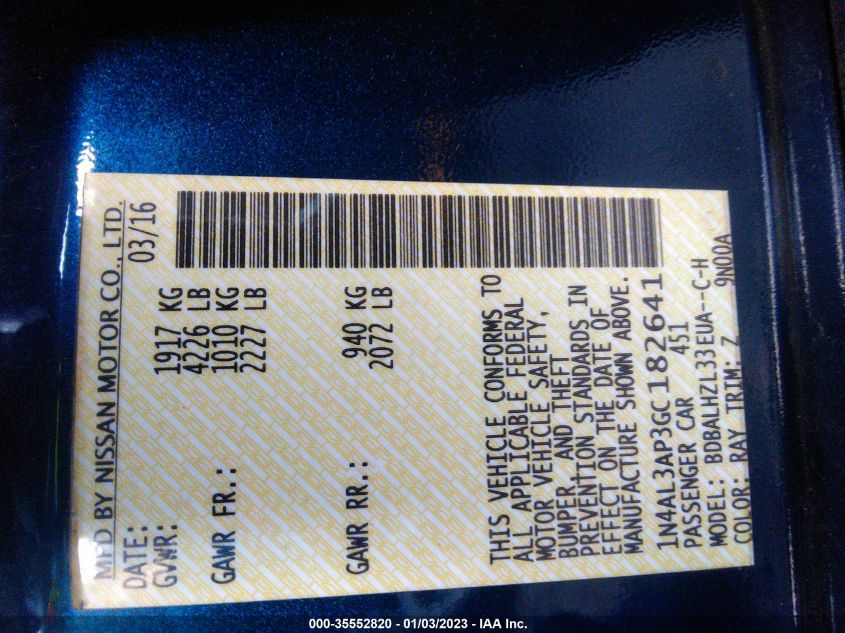 MFD BY NISSAN MOTOR CO., LTD.
DATE: 03/16
GVWR: 1917 KG
4226 LB
GAWR FR.: 1010 KG
2227 LB
GAWR RR.: 940 KG
2072 LB
THIS VEHICLE CONFORMS TO
ALL APPLICABLE FEDERAL
MOTOR VEHICLE SAFETY,
BUMPER, AND THEFT
PREVENTION STANDARDS IN
EFFECT ON THE DATE OF
MANUFACTURE SHOWN ABOVE.
1N4AL3AP3GC182641
PASSENGER CAR 451
MODEL: BDBALHZL33EUA--C-H
COLOR: RAY TRIM: Z 9N00A
000-35552820 - 01/03/2023 - IAA Inc.